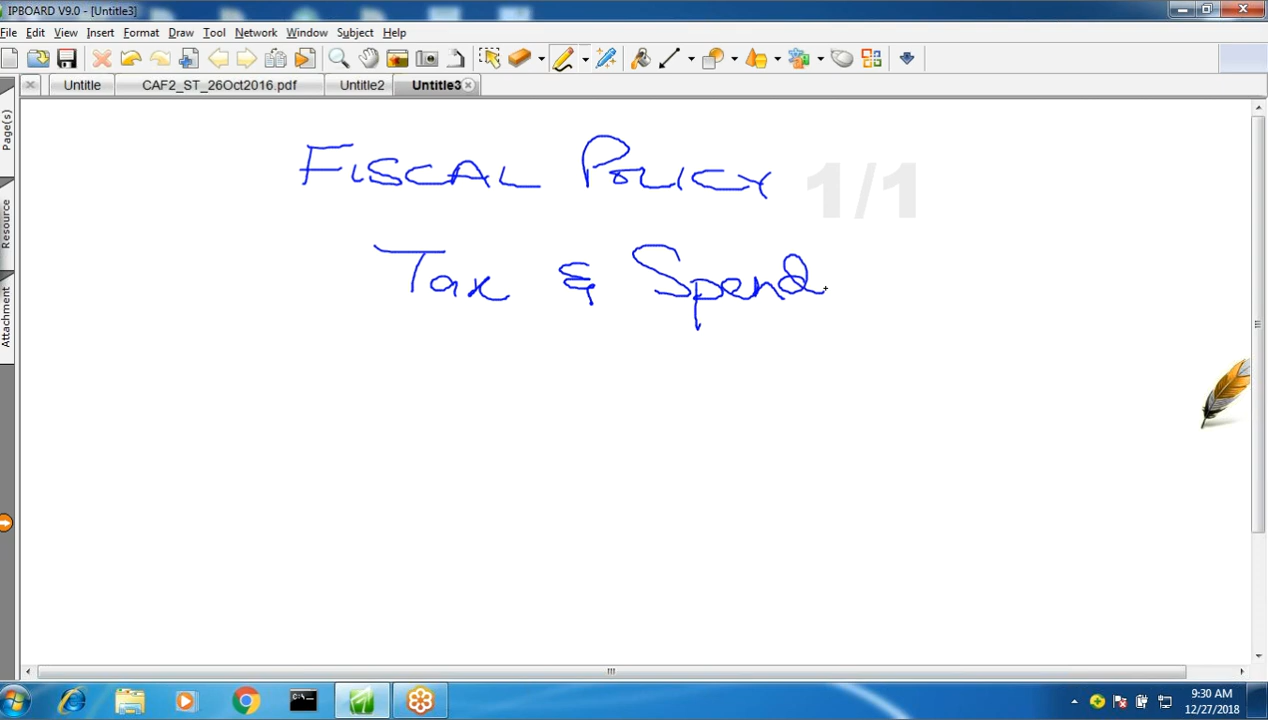 IPBOARD V9.0 - [Untitle3]
File Edit View Insert Format Draw Tool Network Window Subject Help
Untitle CAF2_ST_26Oct2016.pdf Untitle2 Untitle3
Page(s)
Resource
Attachment
FISCAL POLICY
1/1
Tax & Spend
9:30 AM
12/27/2018